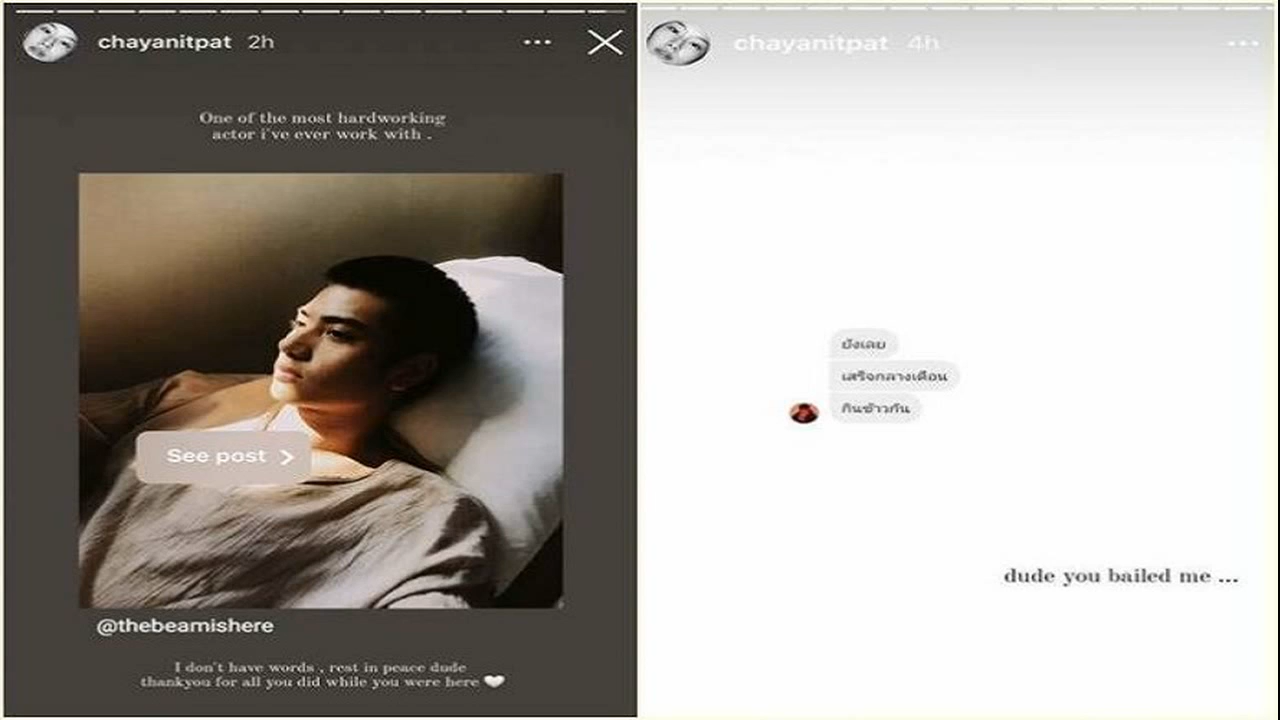 chayanitpat 2h
One of the most hardworking
actor i've ever work with .
See post
@thebeamishere
I don't have words , rest in peace dude
thankyou for all you did while you were here
chayanitpat 4h
ยังเลย
เสร็จกลางเดือน
กินข้าวกัน
dude you bailed me ...